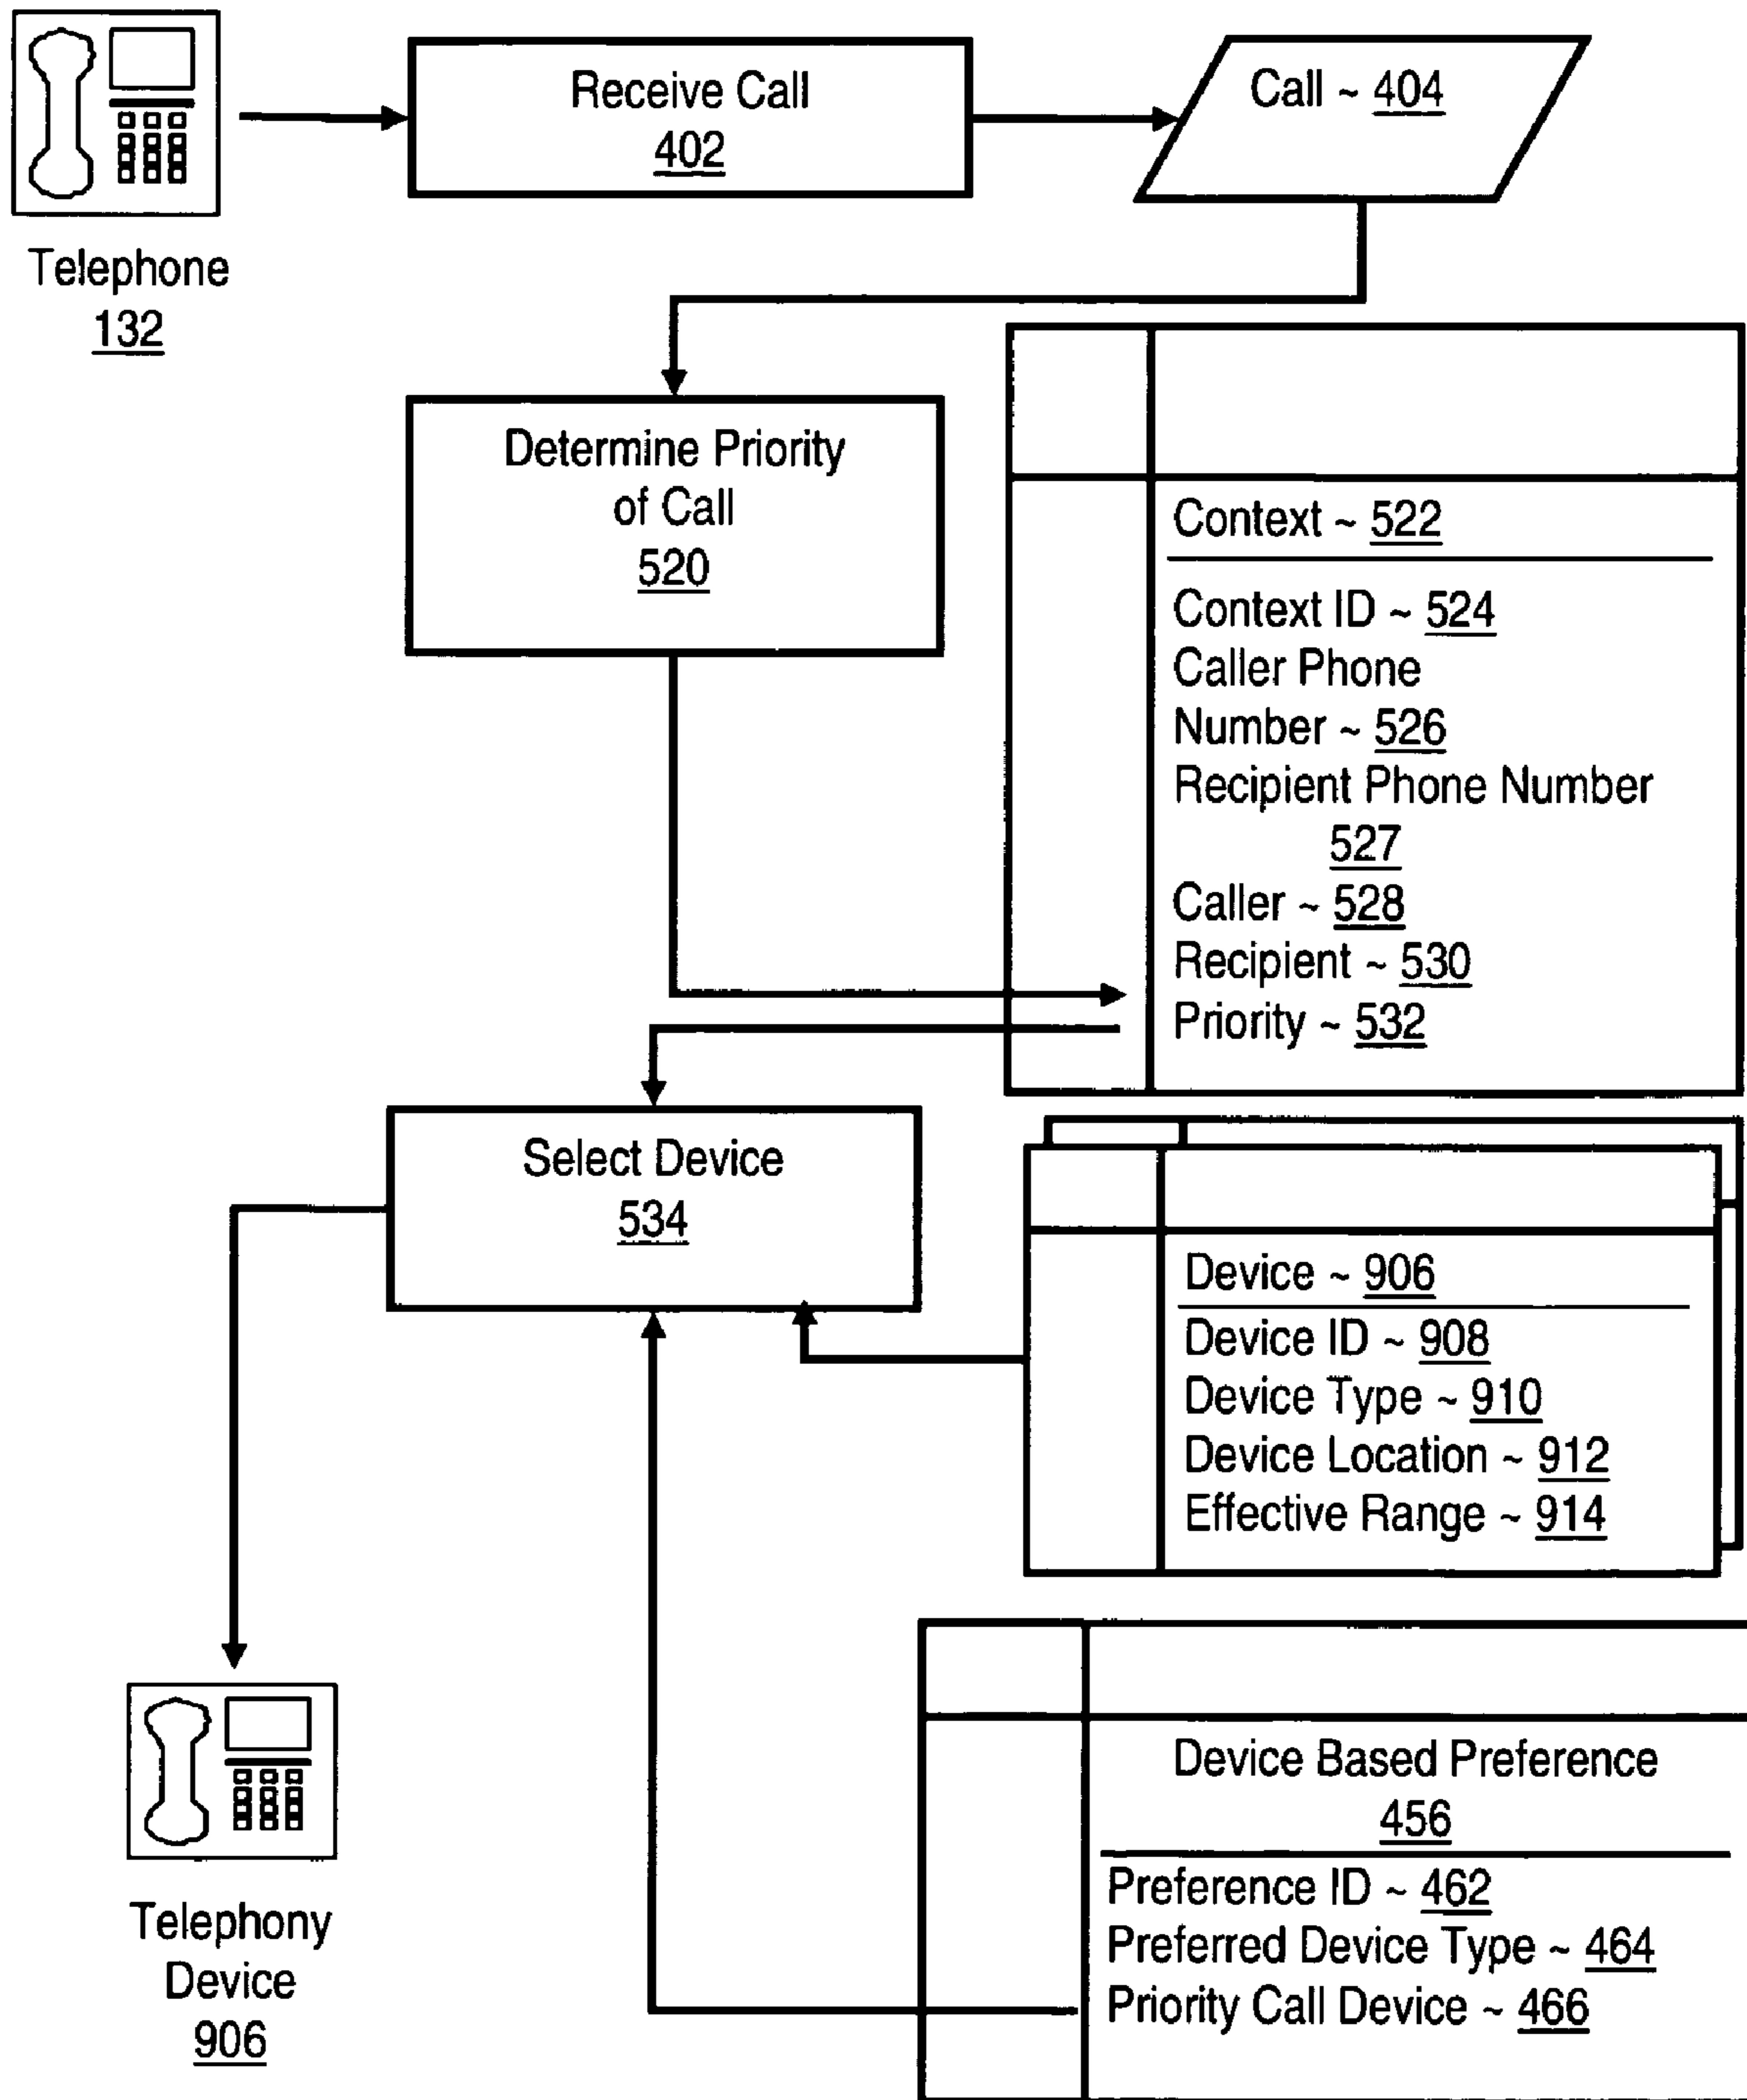 Receive Call
402
Call ~ 404
Telephone
132
Determine Priority
of Call
520
Context ~ 522
Context ID ~ 524
Caller Phone
Number ~ 526
Recipient Phone Number
527
Caller ~ 528
Recipient ~ 530
Priority ~ 532
Select Device
534
Device ~ 906
Device ID ~ 908
Device Type ~ 910
Device Location ~ 912
Effective Range ~ 914
Device Based Preference
456
Preference ID ~ 462
Preferred Device Type ~ 464
Priority Call Device ~ 466
Telephony
Device
906